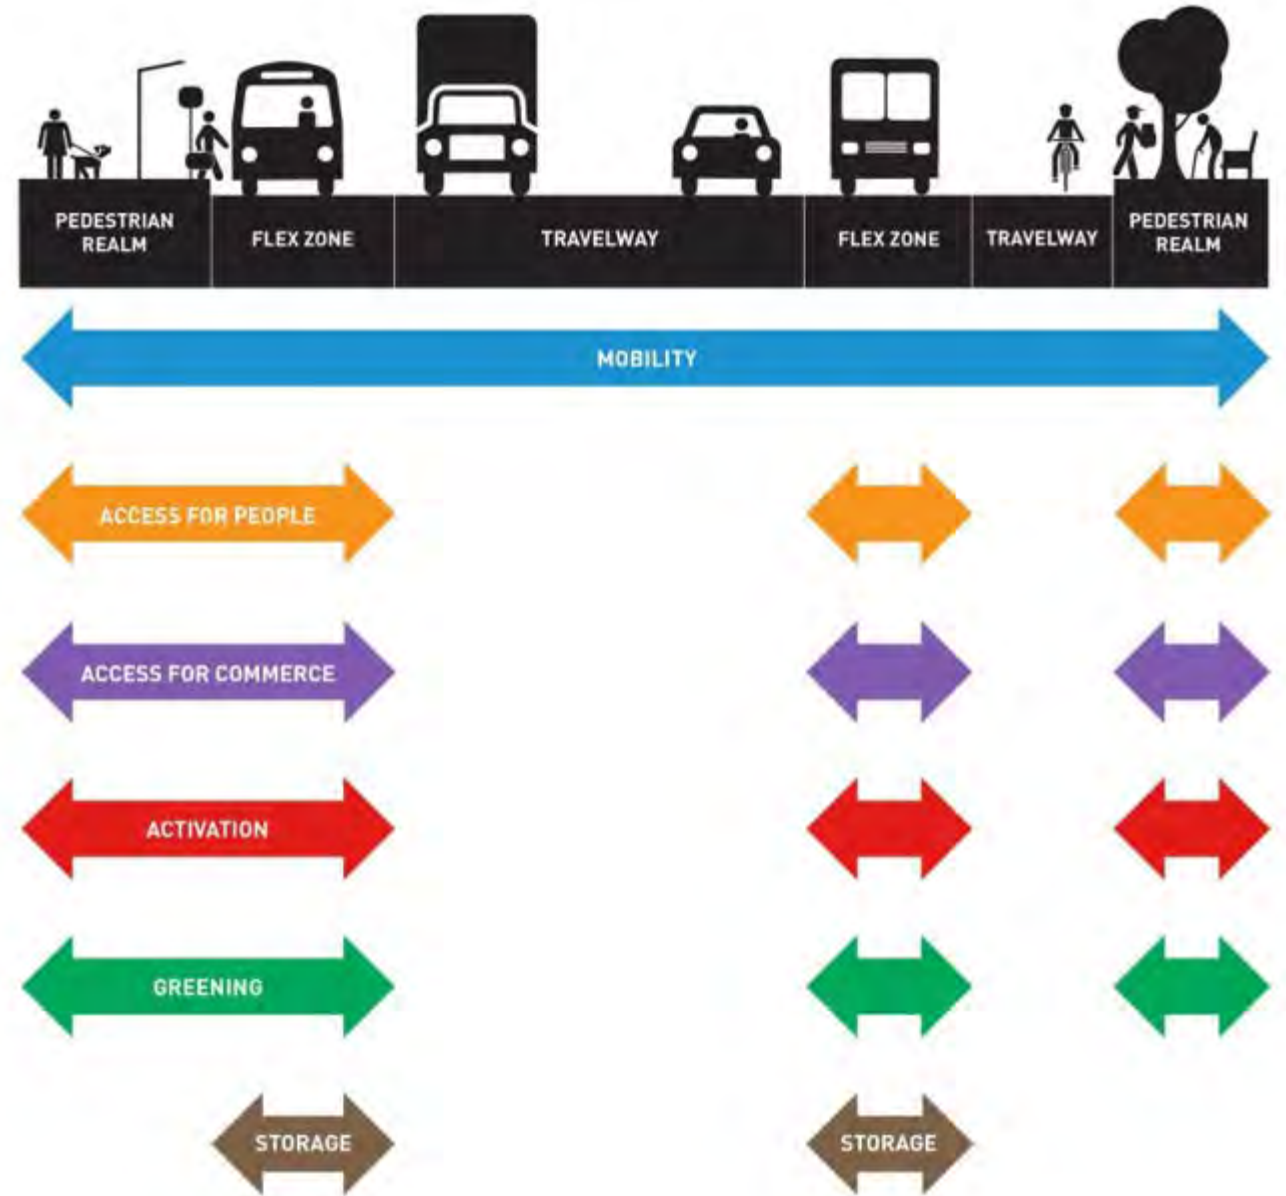 PEDESTRIAN
REALM
FLEX ZONE
TRAVELWAY
FLEX ZONE
TRAVELWAY
PEDESTRIAN
REALM
MOBILITY
ACCESS FOR PEOPLE
ACCESS FOR COMMERCE
ACTIVATION
GREENING
STORAGE
STORAGE